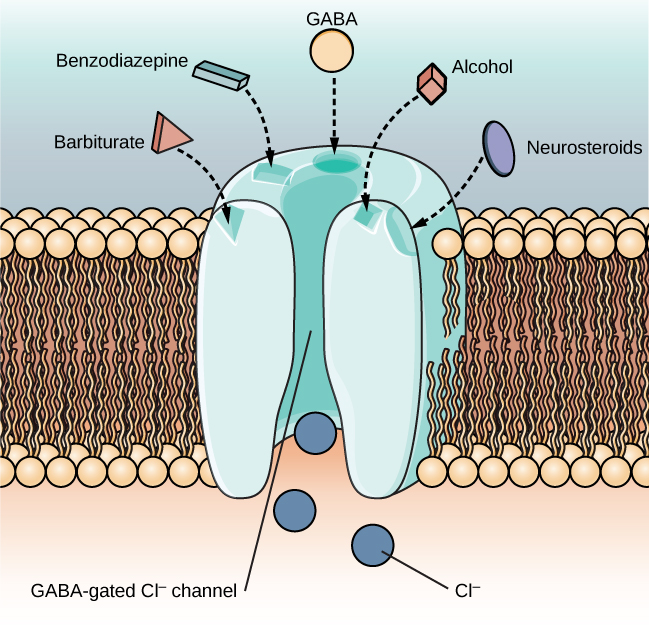 GABA
Benzodiazepine
Alcohol
Barbiturate
Neurosteroids
GABA-gated Cl⁻ channel
Cl⁻